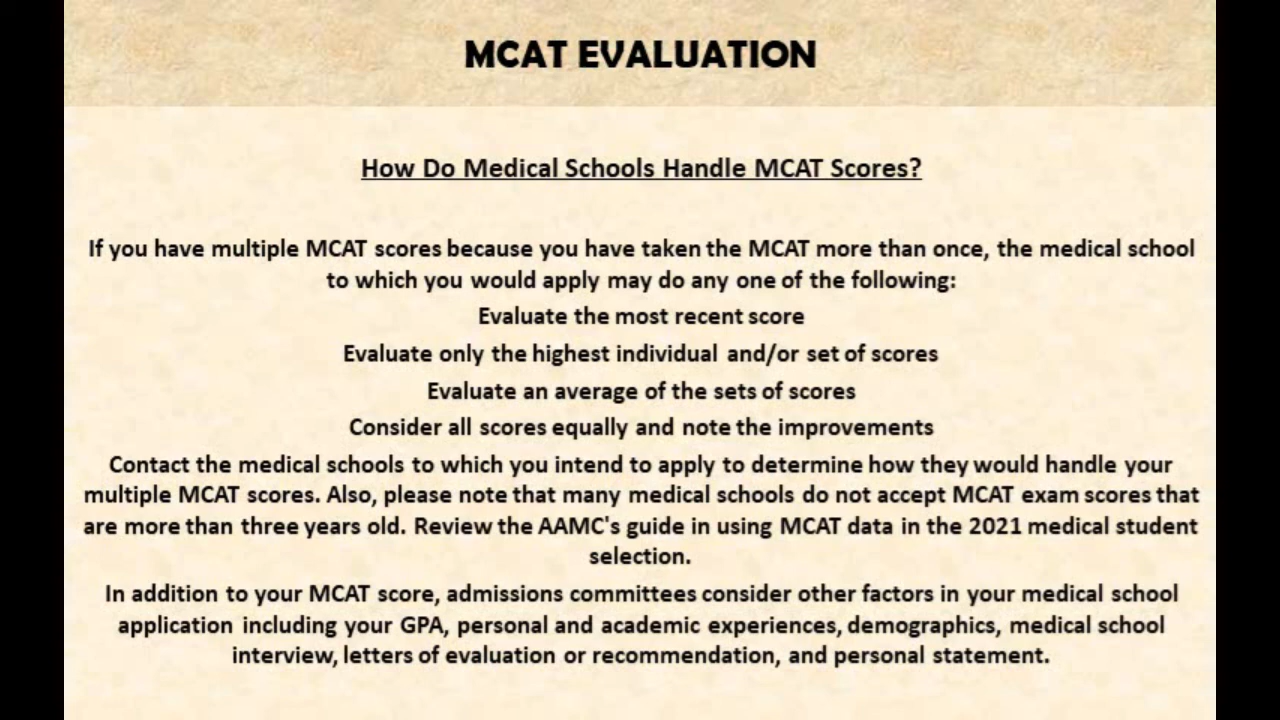 MCAT EVALUATION
How Do Medical Schools Handle MCAT Scores?
If you have multiple MCAT scores because you have taken the MCAT more than once, the medical school
to which you would apply may do any one of the following:
Evaluate the most recent score
Evaluate only the highest individual and/or set of scores
Evaluate an average of the sets of scores
Consider all scores equally and note the improvements
Contact the medical schools to which you intend to apply to determine how they would handle your
multiple MCAT scores. Also, please note that many medical schools do not accept MCAT exam scores that
are more than three years old. Review the AAMC's guide in using MCAT data in the 2021 medical student
selection.
In addition to your MCAT score, admissions committees consider other factors in your medical school
application including your GPA, personal and academic experiences, demographics, medical school
interview, letters of evaluation or recommendation, and personal statement.